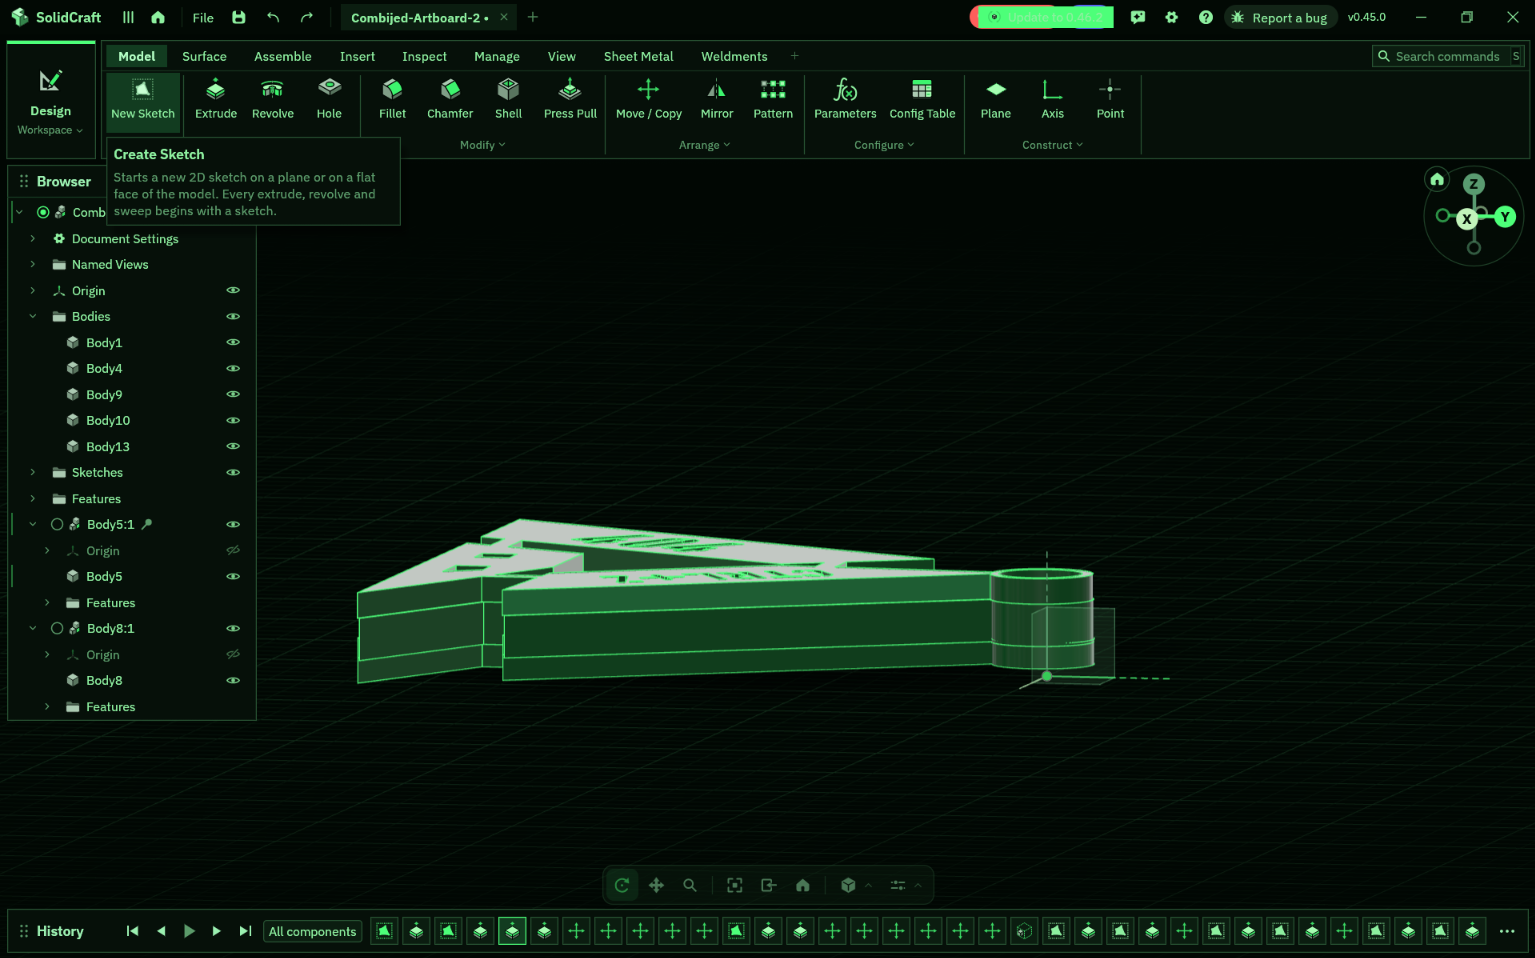 SolidCraft
File
Combijed-Artboard-2
Update to 0.46.2
Report a bug
v0.45.0
Design
Workspace
Model
Surface
Assemble
Insert
Inspect
Manage
View
Sheet Metal
Weldments
Search commands
S
New Sketch
Extrude
Revolve
Hole
Fillet
Chamfer
Shell
Press Pull
Move / Copy
Mirror
Pattern
Parameters
Config Table
Plane
Axis
Point
Modify
Arrange
Configure
Construct
Create Sketch
Starts a new 2D sketch on a plane or on a flat
face of the model. Every extrude, revolve and
sweep begins with a sketch.
Browser
Comb
Document Settings
Named Views
Origin
Bodies
Body1
Body4
Body9
Body10
Body13
Sketches
Features
Body5:1
Origin
Body5
Features
Body8:1
Origin
Body8
Features
Z
X
Y
History
All components